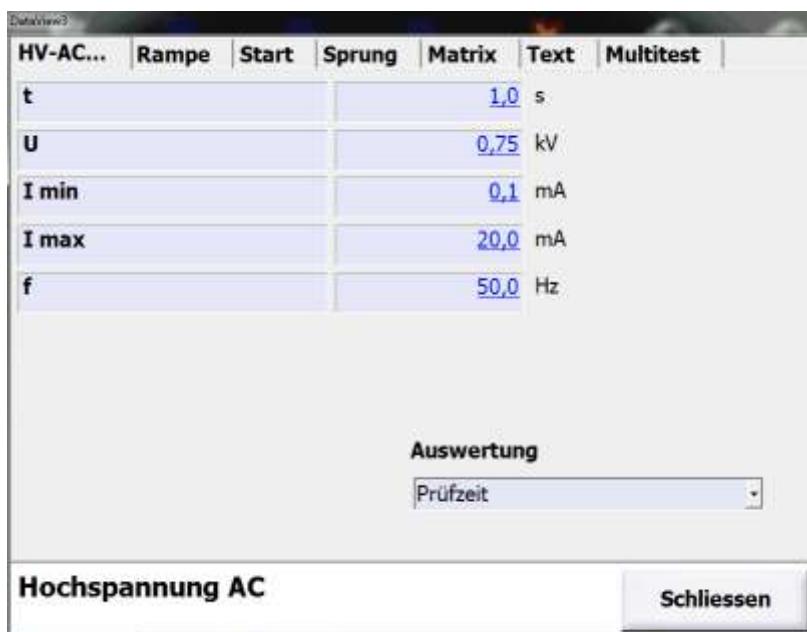 DataView3
HV-AC... Rampe Start Sprung Matrix Text Multitest
t 1,0 s
U 0,75 kV
I min 0,1 mA
I max 20,0 mA
f 50,0 Hz
Auswertung
Prüfzeit
Hochspannung AC Schliessen